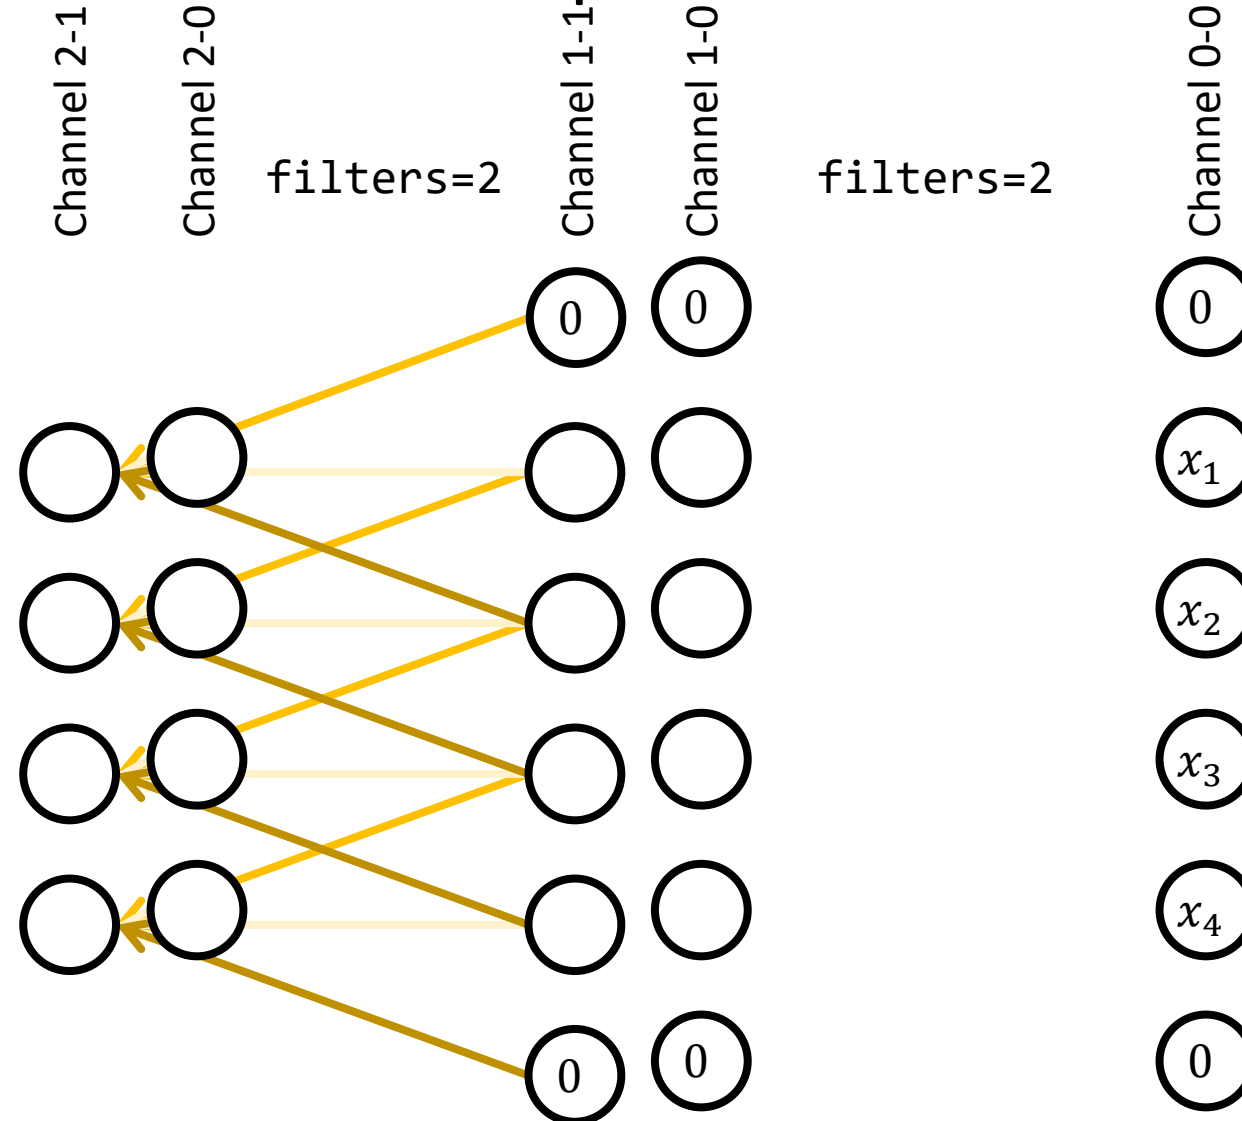 Channel 2-1
Channel 2-0
Channel 1-1
Channel 1-0
Channel 0-0
filters=2
filters=2
0
0
0
x₁
x₂
x₃
x₄
0
0
0